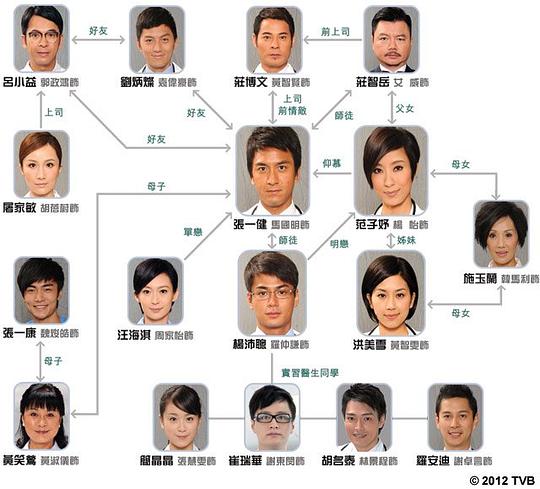 好友
前上司
呂小益 郭政鴻飾
劉炳燦 袁偉豪飾
莊博文 黃智賢飾
莊智岳 艾 威飾
上司
好友
好友
上司
前情敵
師徒
父女
母子
仰慕
母女
屠家敏 胡蓓蔚飾
張一健 馬國明飾
范子妤 楊 怡飾
單戀
師徒
明戀
姊妹
施玉蘭 韓馬利飾
張一康 魏焌皓飾
汪海淇 周家怡飾
楊沛聰 羅仲謙飾
洪美雪 黃智雯飾
母女
母子
實習醫生同學
黃笑鶯 黃淑儀飾
簡晶晶 張慧雯飾
崔瑞華 謝東閔飾
胡名泰 林景程飾
羅安迪 謝卓言飾
© 2012 TVB